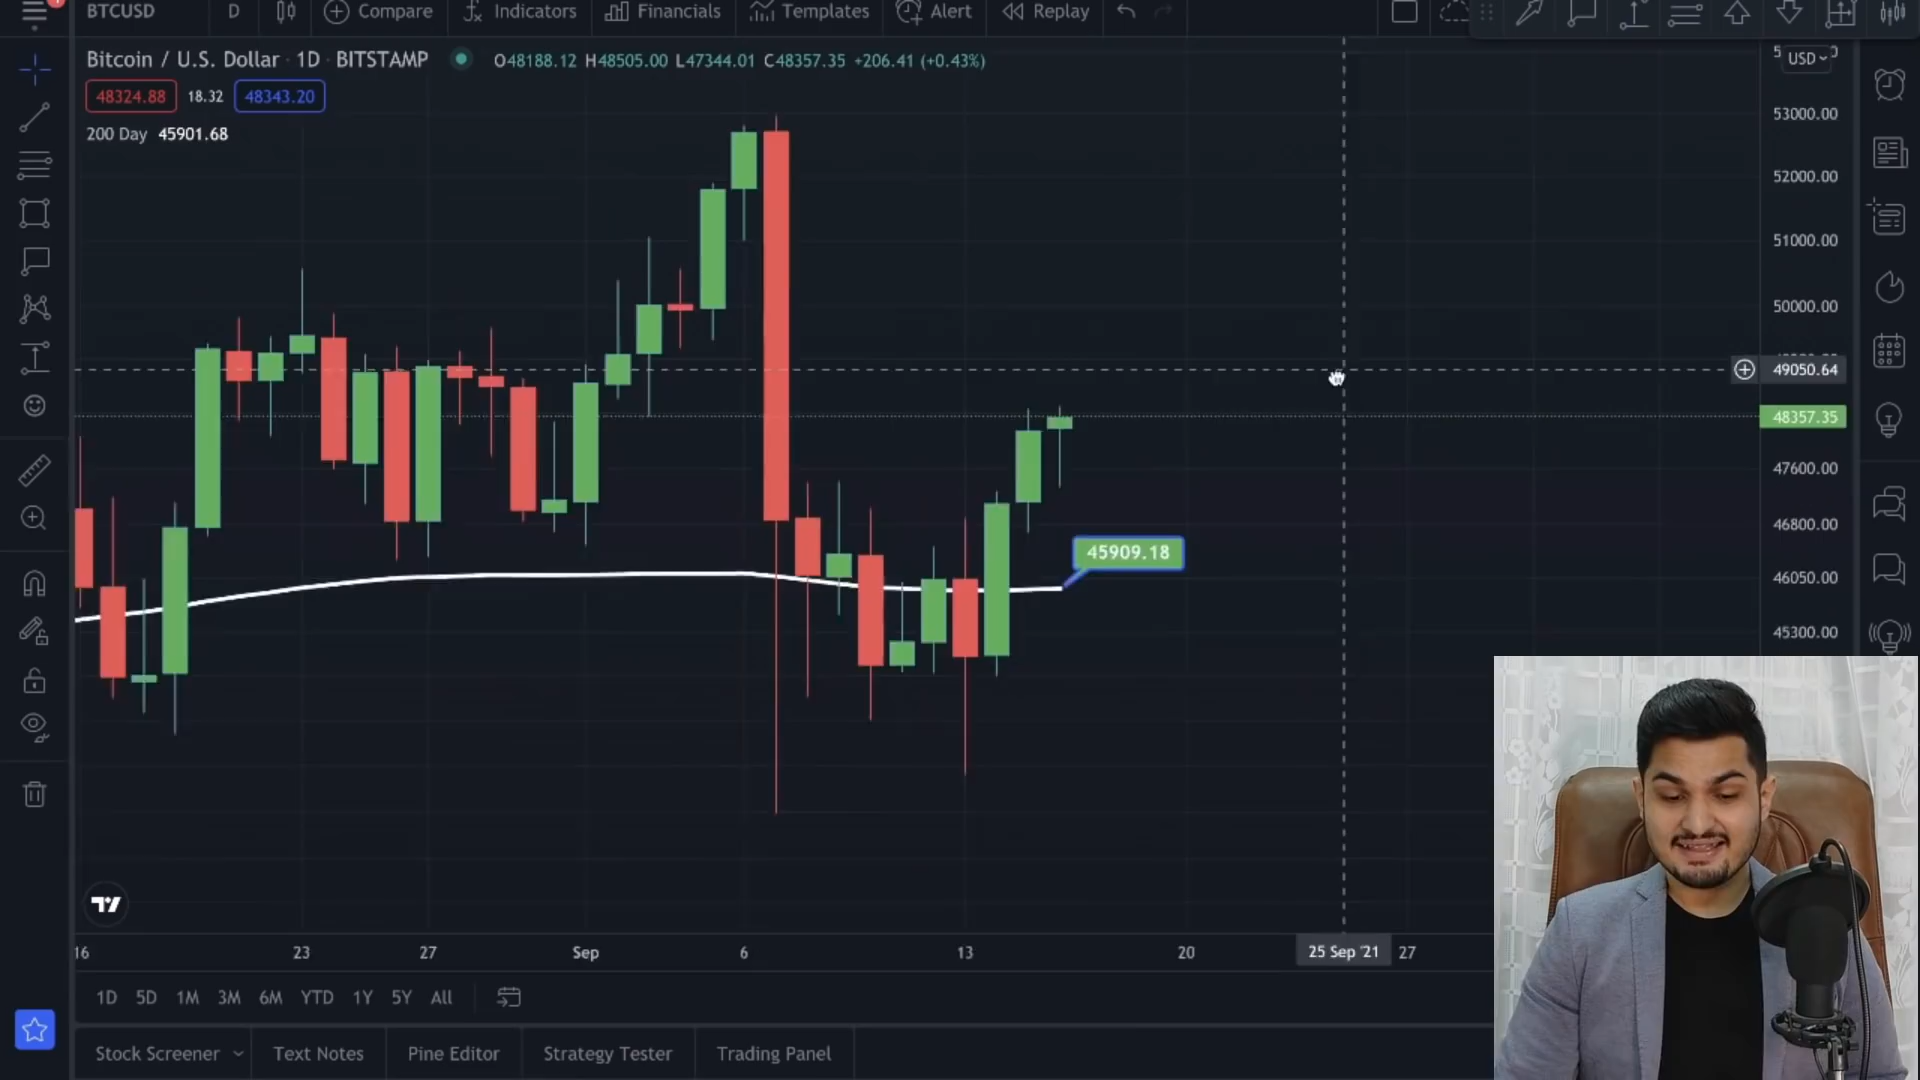 BTCUSD D Compare Indicators Financials Templates Alert Replay
Bitcoin / U.S. Dollar · 1D · BITSTAMP O48188.12 H48505.00 L47344.01 C48357.35 +206.41 (+0.43%)
USD
48324.88 18.32 48343.20
200 Day 45901.68
53000.00
52000.00
51000.00
50000.00
49050.64
48357.35
47600.00
46800.00
45909.18
46050.00
45300.00
16 23 27 Sep 6 13 20 25 Sep '21 27
1D 5D 1M 3M 6M YTD 1Y 5Y All
Stock Screener Text Notes Pine Editor Strategy Tester Trading Panel